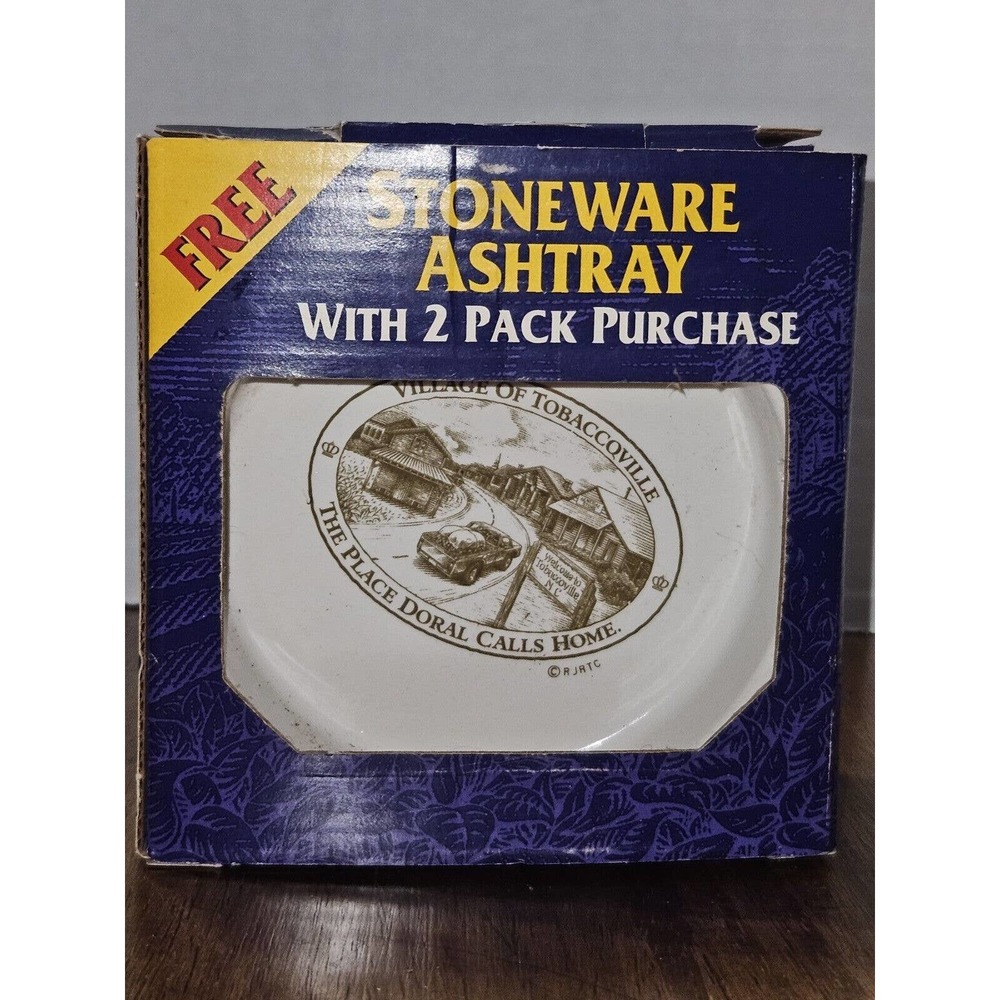 FREE
STONEWARE
ASHTRAY
WITH 2 PACK PURCHASE
VILLAGE OF TOBACCOVILLE
Welcome to
Tobaccoville
N.C.
THE PLACE DORAL CALLS HOME.
©RJRTC